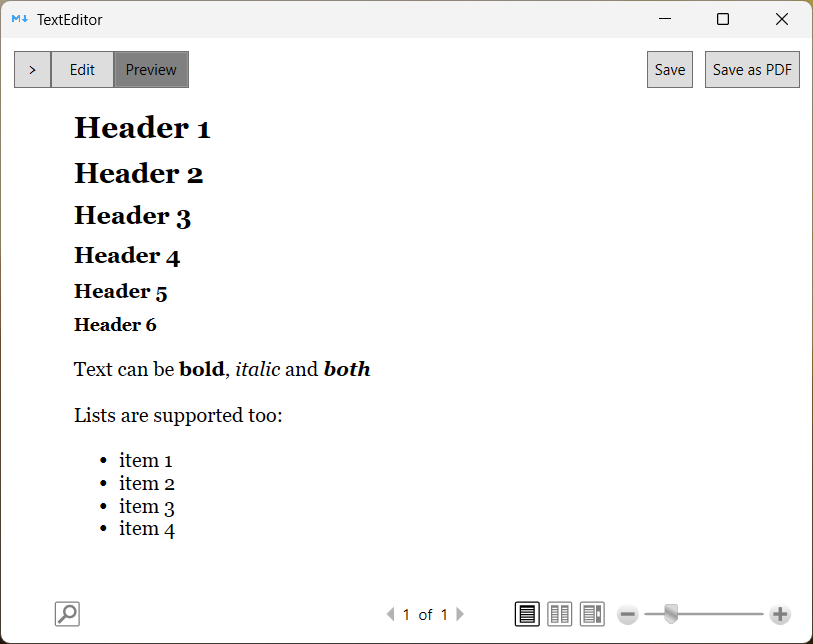 M↓ TextEditor
> Edit Preview Save Save as PDF
Header 1
Header 2
Header 3
Header 4
Header 5
Header 6
Text can be bold, italic and both
Lists are supported too:
• item 1
• item 2
• item 3
• item 4
1 of 1